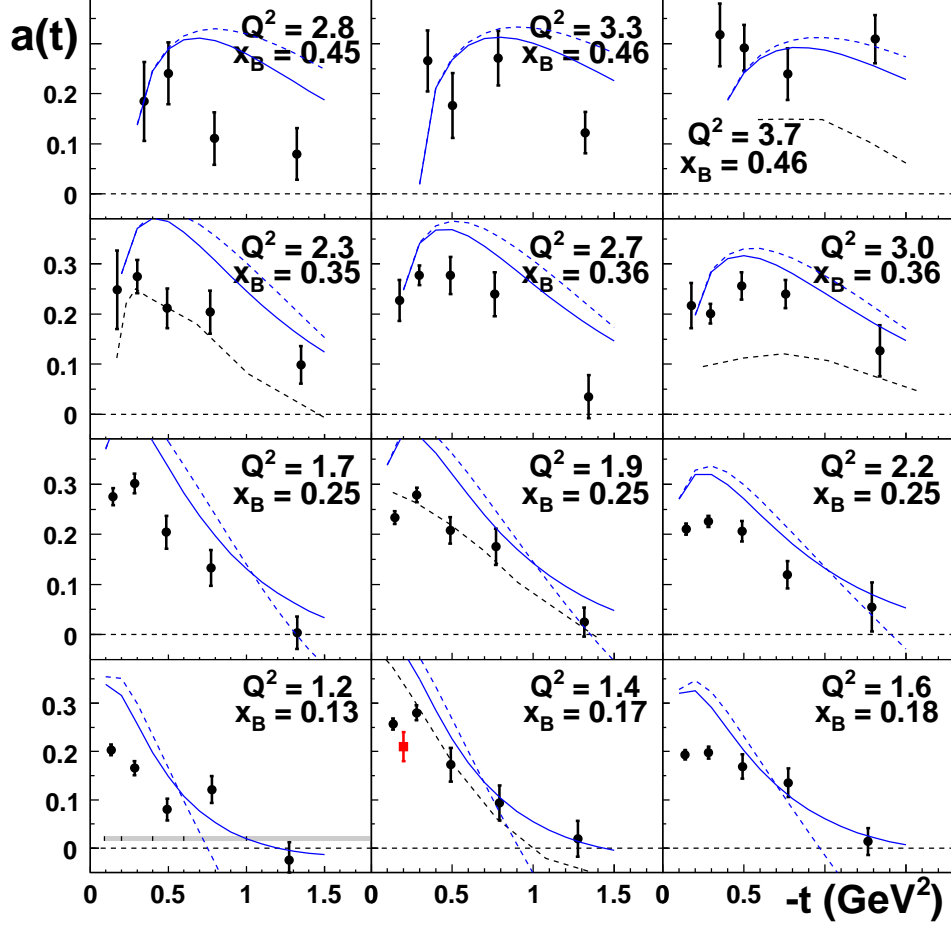 a(t)
Q² = 2.8
x_B = 0.45
Q² = 3.3
x_B = 0.46
Q² = 3.7
x_B = 0.46
0.2
0.1
0
Q² = 2.3
x_B = 0.35
Q² = 2.7
x_B = 0.36
Q² = 3.0
x_B = 0.36
0.3
0.2
0.1
0
Q² = 1.7
x_B = 0.25
Q² = 1.9
x_B = 0.25
Q² = 2.2
x_B = 0.25
0.3
0.2
0.1
0
Q² = 1.2
x_B = 0.13
Q² = 1.4
x_B = 0.17
Q² = 1.6
x_B = 0.18
0.3
0.2
0.1
0
0 0.5 1 1.5 0 0.5 1 1.5 0 0.5
-t (GeV²)